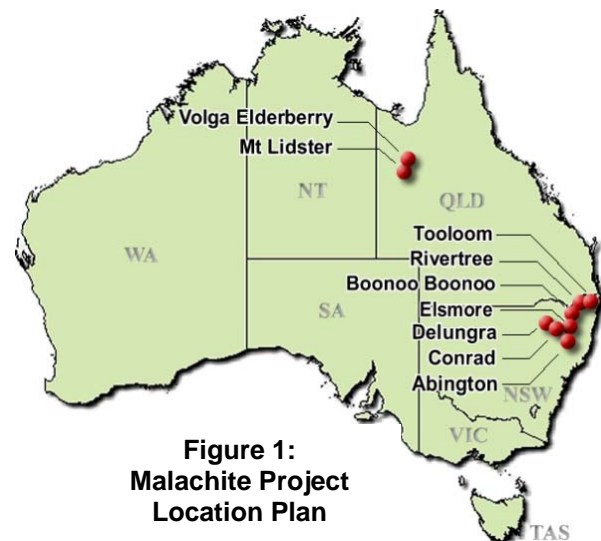 Volga Elderberry
Mt Lidster
NT
QLD
WA
Tooloom
Rivertree
Boonoo Boonoo
SA
Elsmore
Delungra
Conrad
Abington
NSW
VIC
Figure 1:
Malachite Project
Location Plan
TAS